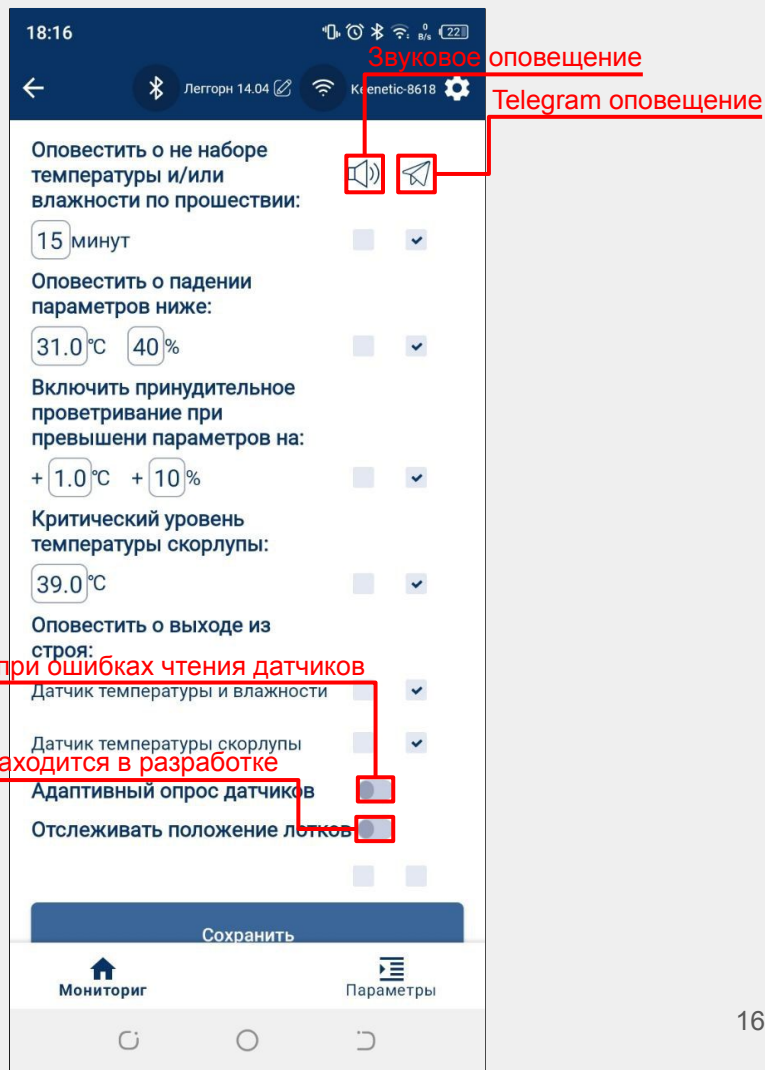 18:16
0 B/s 22
Звуковое оповещение
Леггорн 14.04 Keenetic-8618
Telegram оповещение
Оповестить о не наборе
температуры и/или
влажности по прошествии:
15 минут
Оповестить о падении
параметров ниже:
31.0 °C 40 %
Включить принудительное
проветривание при
превышени параметров на:
+ 1.0 °C + 10 %
Критический уровень
температуры скорлупы:
39.0 °C
Оповестить о выходе из
строя:
при ошибках чтения датчиков
Датчик температуры и влажности
Датчик температуры скорлупы
аходится в разработке
Адаптивный опрос датчиков
Отслеживать положение лотков
Сохранить
Мониториг Параметры
16